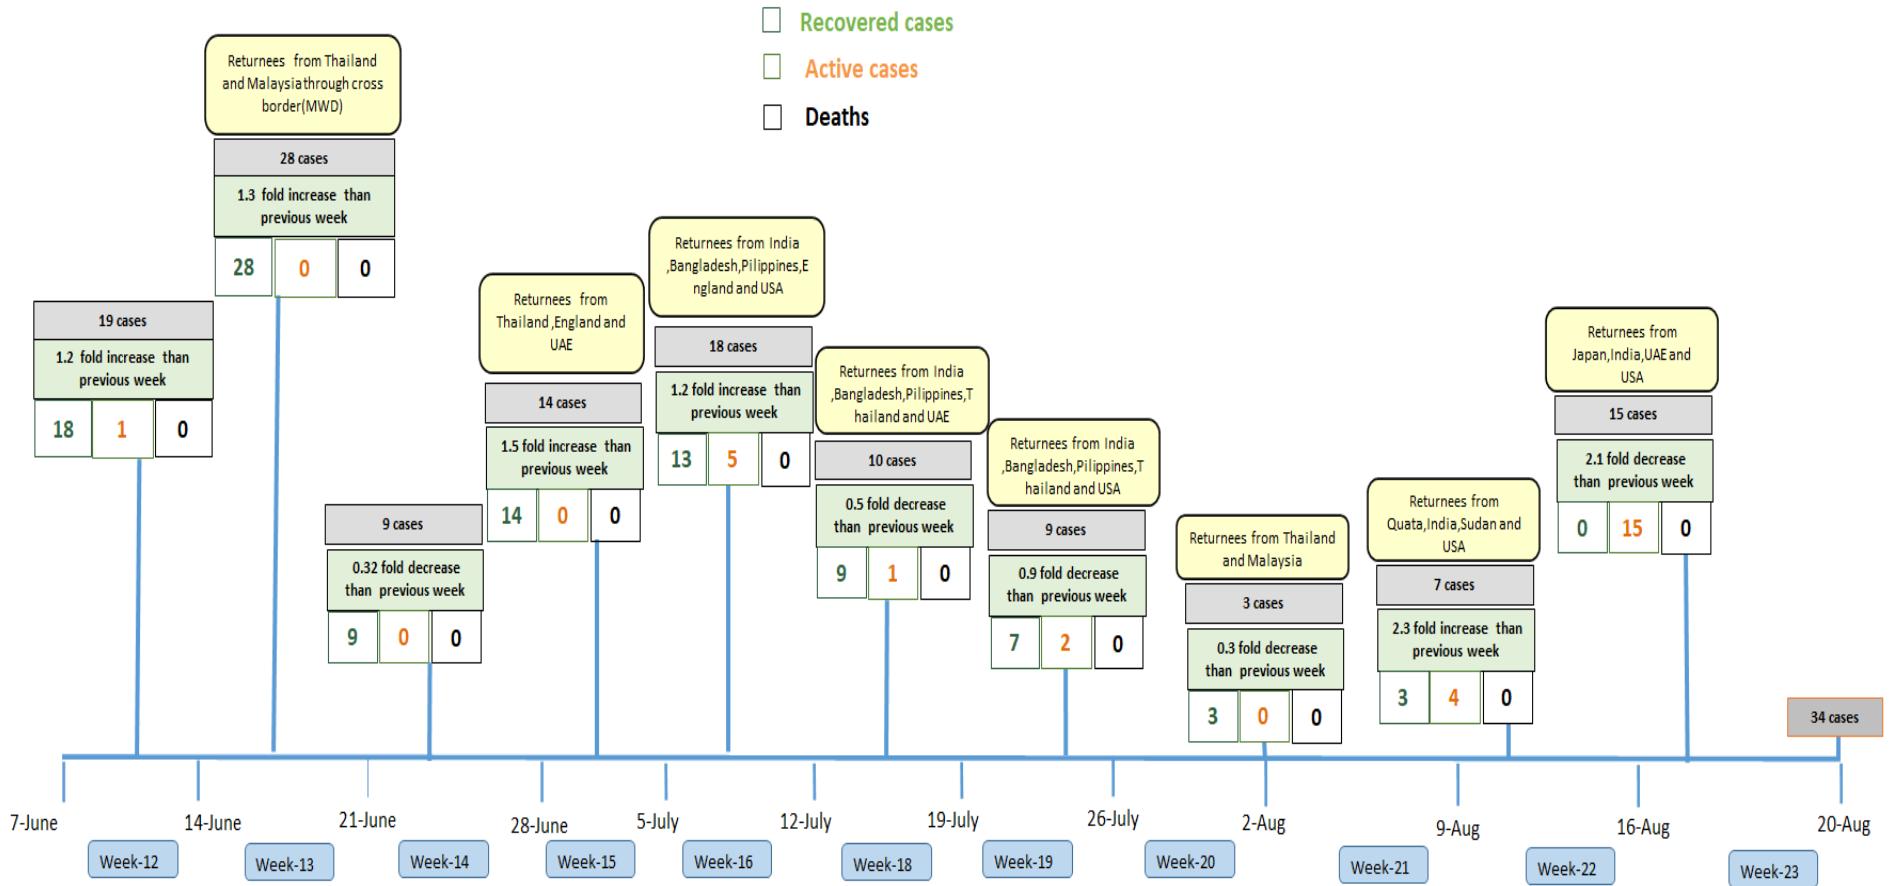 Recovered cases
Active cases
Deaths
Returnees from Thailand
and Malaysiathrough cross
border(MWD)
28 cases
1.3 fold increase than
previous week
28 0 0
19 cases
1.2 fold increase than
previous week
18 1 0
9 cases
0.32 fold decrease
than previous week
9 0 0
Returnees from
Thailand ,England and
UAE
14 cases
1.5 fold increase than
previous week
14 0 0
Returnees from India
,Bangladesh,Pilippines,E
ngland and USA
18 cases
1.2 fold increase than
previous week
13 5 0
Returnees from India
,Bangladesh,Pilippines,T
hailand and UAE
10 cases
0.5 fold decrease
than previous week
9 1 0
Returnees from India
,Bangladesh,Pilippines,T
hailand and USA
9 cases
0.9 fold decrease
than previous week
7 2 0
Returnees from Thailand
and Malaysia
3 cases
0.3 fold decrease
than previous week
3 0 0
Returnees from
Quata,India,Sudan and
USA
7 cases
2.3 fold increase than
previous week
3 4 0
Returnees from
Japan,India,UAE and
USA
15 cases
2.1 fold decrease
than previous week
0 15 0
34 cases
7-June 14-June 21-June 28-June 5-July 12-July 19-July 26-July 2-Aug 9-Aug 16-Aug 20-Aug
Week-12 Week-13 Week-14 Week-15 Week-16 Week-18 Week-19 Week-20 Week-21 Week-22 Week-23